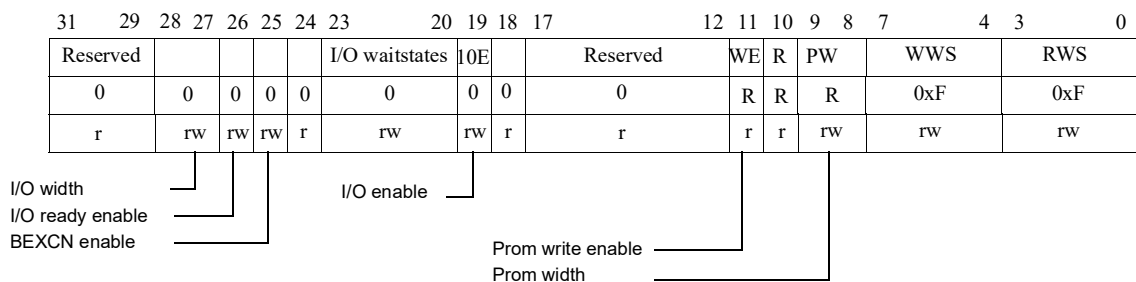 31 29 28 27 26 25 24 23 20 19 18 17 12 11 10 9 8 7 4 3 0
Reserved I/O waitstates 10E Reserved WE R PW WWS RWS
0 0 0 0 0 0 0 0 0 R R R 0xF 0xF
r rw rw rw r rw rw r r r r rw rw rw
I/O width
I/O enable
I/O ready enable
BEXCN enable
Prom write enable
Prom width